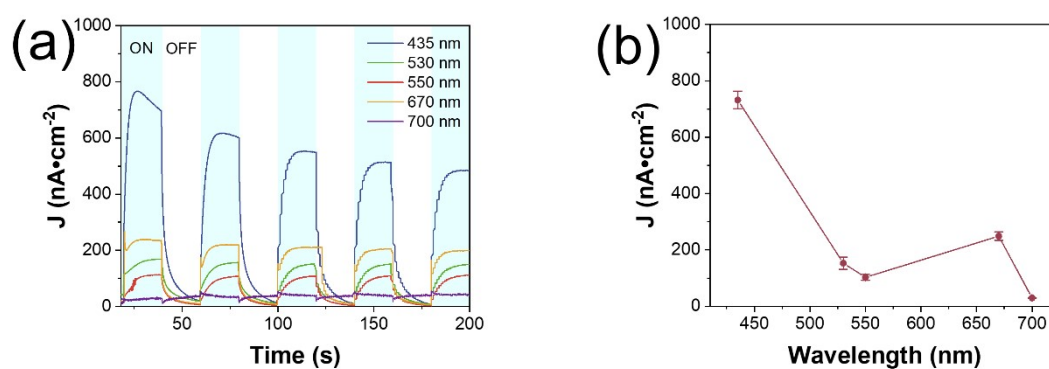 (a)
1000
800
600
400
200
0
J (nA•cm-2)
ON OFF
435 nm
530 nm
550 nm
670 nm
700 nm
50 100 150 200
Time (s)
(b)
1000
800
600
400
200
0
J (nA•cm-2)
450 500 550 600 650 700
Wavelength (nm)